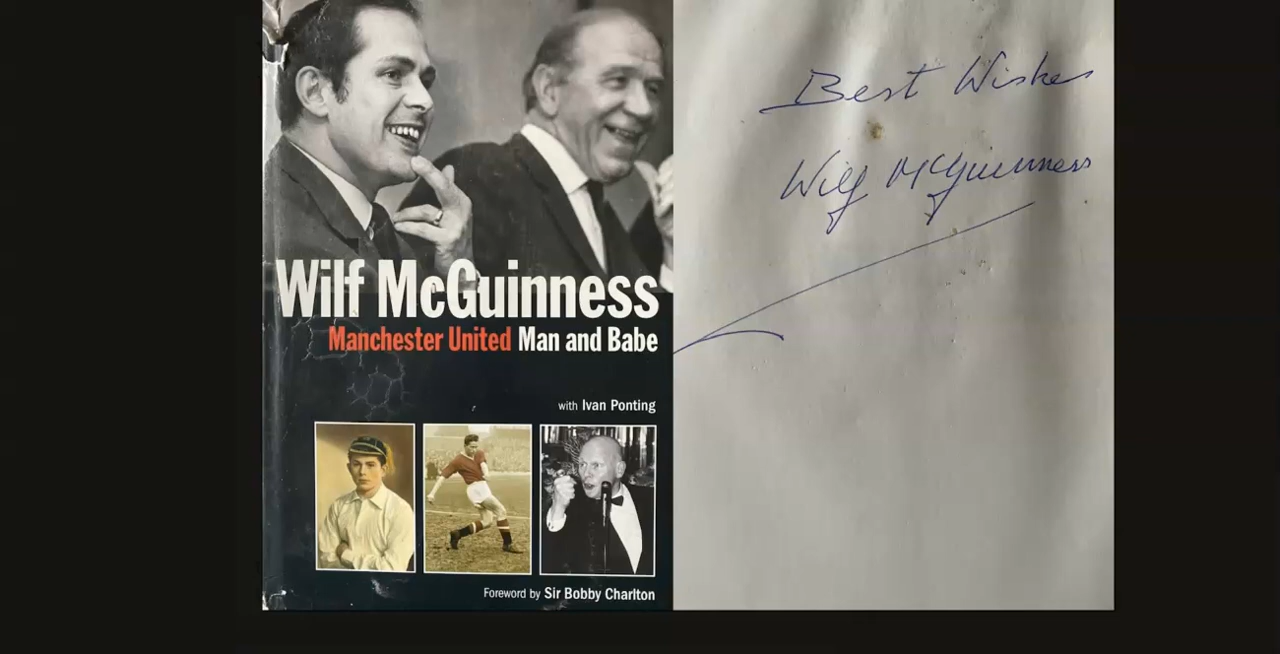 Wilf McGuinness
Manchester United Man and Babe
with Ivan Ponting
Foreword by Sir Bobby Charlton
Best Wishes
Wilf McGuinness